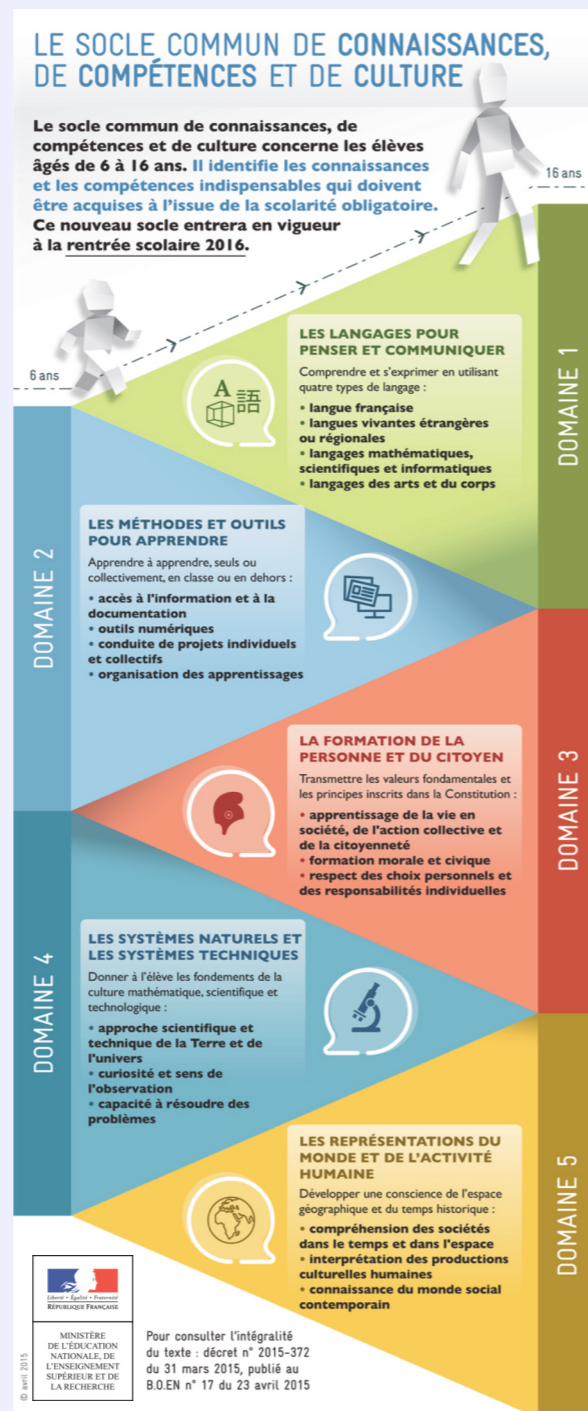 LE SOCLE COMMUN DE CONNAISSANCES,
DE COMPÉTENCES ET DE CULTURE
Le socle commun de connaissances, de
compétences et de culture concerne les élèves
âgés de 6 à 16 ans. Il identifie les connaissances
et les compétences indispensables qui doivent
être acquises à l'issue de la scolarité obligatoire.
Ce nouveau socle entrera en vigueur
à la rentrée scolaire 2016.
16 ans
6 ans
DOMAINE 1
LES LANGAGES POUR
PENSER ET COMMUNIQUER
Comprendre et s'exprimer en utilisant
quatre types de langage :
• langue française
• langues vivantes étrangères
ou régionales
• langages mathématiques,
scientifiques et informatiques
• langages des arts et du corps
A 語
DOMAINE 2
LES MÉTHODES ET OUTILS
POUR APPRENDRE
Apprendre à apprendre, seuls ou
collectivement, en classe ou en dehors :
• accès à l'information et à la
documentation
• outils numériques
• conduite de projets individuels
et collectifs
• organisation des apprentissages
DOMAINE 3
LA FORMATION DE LA
PERSONNE ET DU CITOYEN
Transmettre les valeurs fondamentales et
les principes inscrits dans la Constitution :
• apprentissage de la vie en
société, de l'action collective et
de la citoyenneté
• formation morale et civique
• respect des choix personnels et
des responsabilités individuelles
DOMAINE 4
LES SYSTÈMES NATURELS ET
LES SYSTÈMES TECHNIQUES
Donner à l'élève les fondements de la
culture mathématique, scientifique et
technologique :
• approche scientifique et
technique de la Terre et de
l'univers
• curiosité et sens de
l'observation
• capacité à résoudre des
problèmes
DOMAINE 5
LES REPRÉSENTATIONS DU
MONDE ET DE L'ACTIVITÉ
HUMAINE
Développer une conscience de l'espace
géographique et du temps historique :
• compréhension des sociétés
dans le temps et dans l'espace
• interprétation des productions
culturelles humaines
• connaissance du monde social
contemporain
Liberté • Égalité • Fraternité
RÉPUBLIQUE FRANÇAISE
MINISTÈRE
DE L'ÉDUCATION
NATIONALE, DE
L'ENSEIGNEMENT
SUPÉRIEUR ET DE
LA RECHERCHE
© avril 2015
Pour consulter l'intégralité
du texte : décret n° 2015-372
du 31 mars 2015, publié au
B.O.EN n° 17 du 23 avril 2015